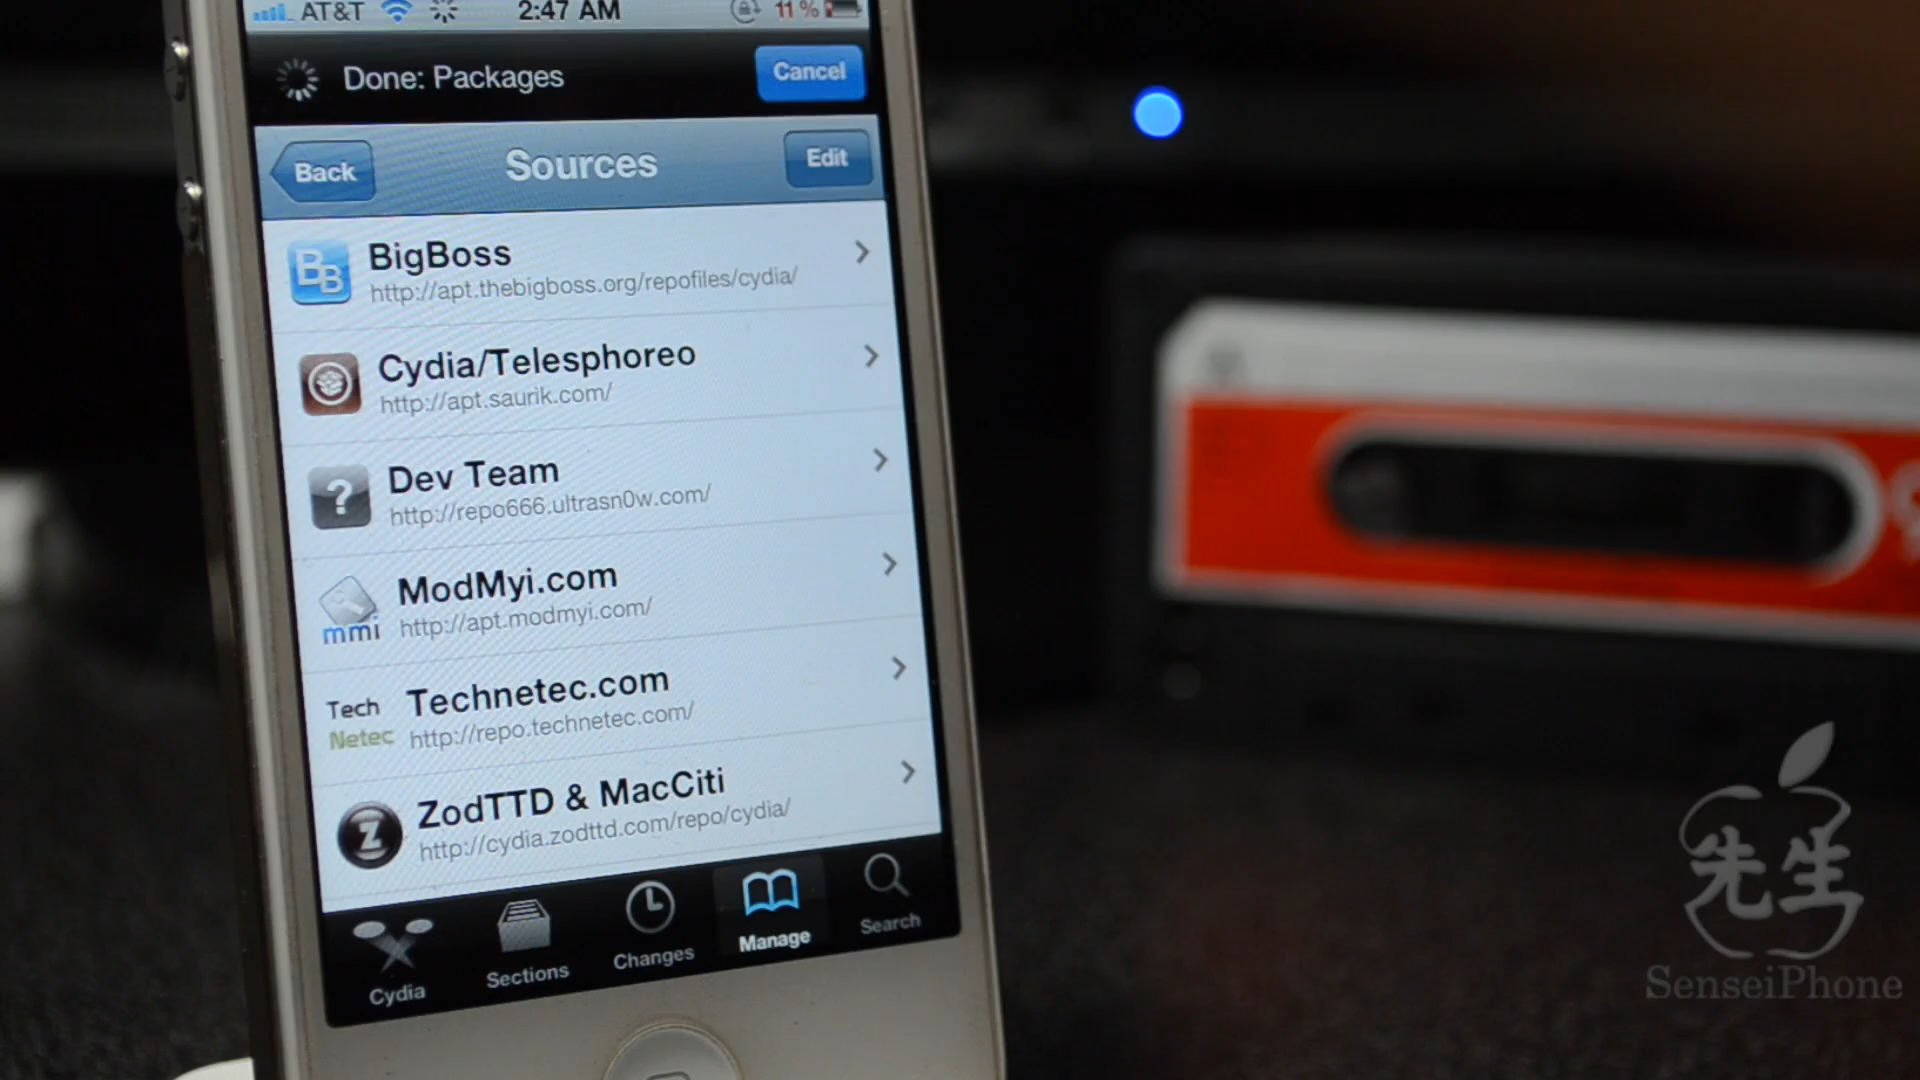 AT&T 2:47 AM 11%
Done: Packages Cancel
Back Sources Edit
BB BigBoss
http://apt.thebigboss.org/repofiles/cydia/
Cydia/Telesphoreo
http://apt.saurik.com/
? Dev Team
http://repo666.ultrasn0w.com/
ModMyi.com
mmi http://apt.modmyi.com/
Tech Technetec.com
Netec http://repo.technetec.com/
Z ZodTTD & MacCiti
http://cydia.zodttd.com/repo/cydia/
Cydia Sections Changes Manage Search
先生
SenseiPhone